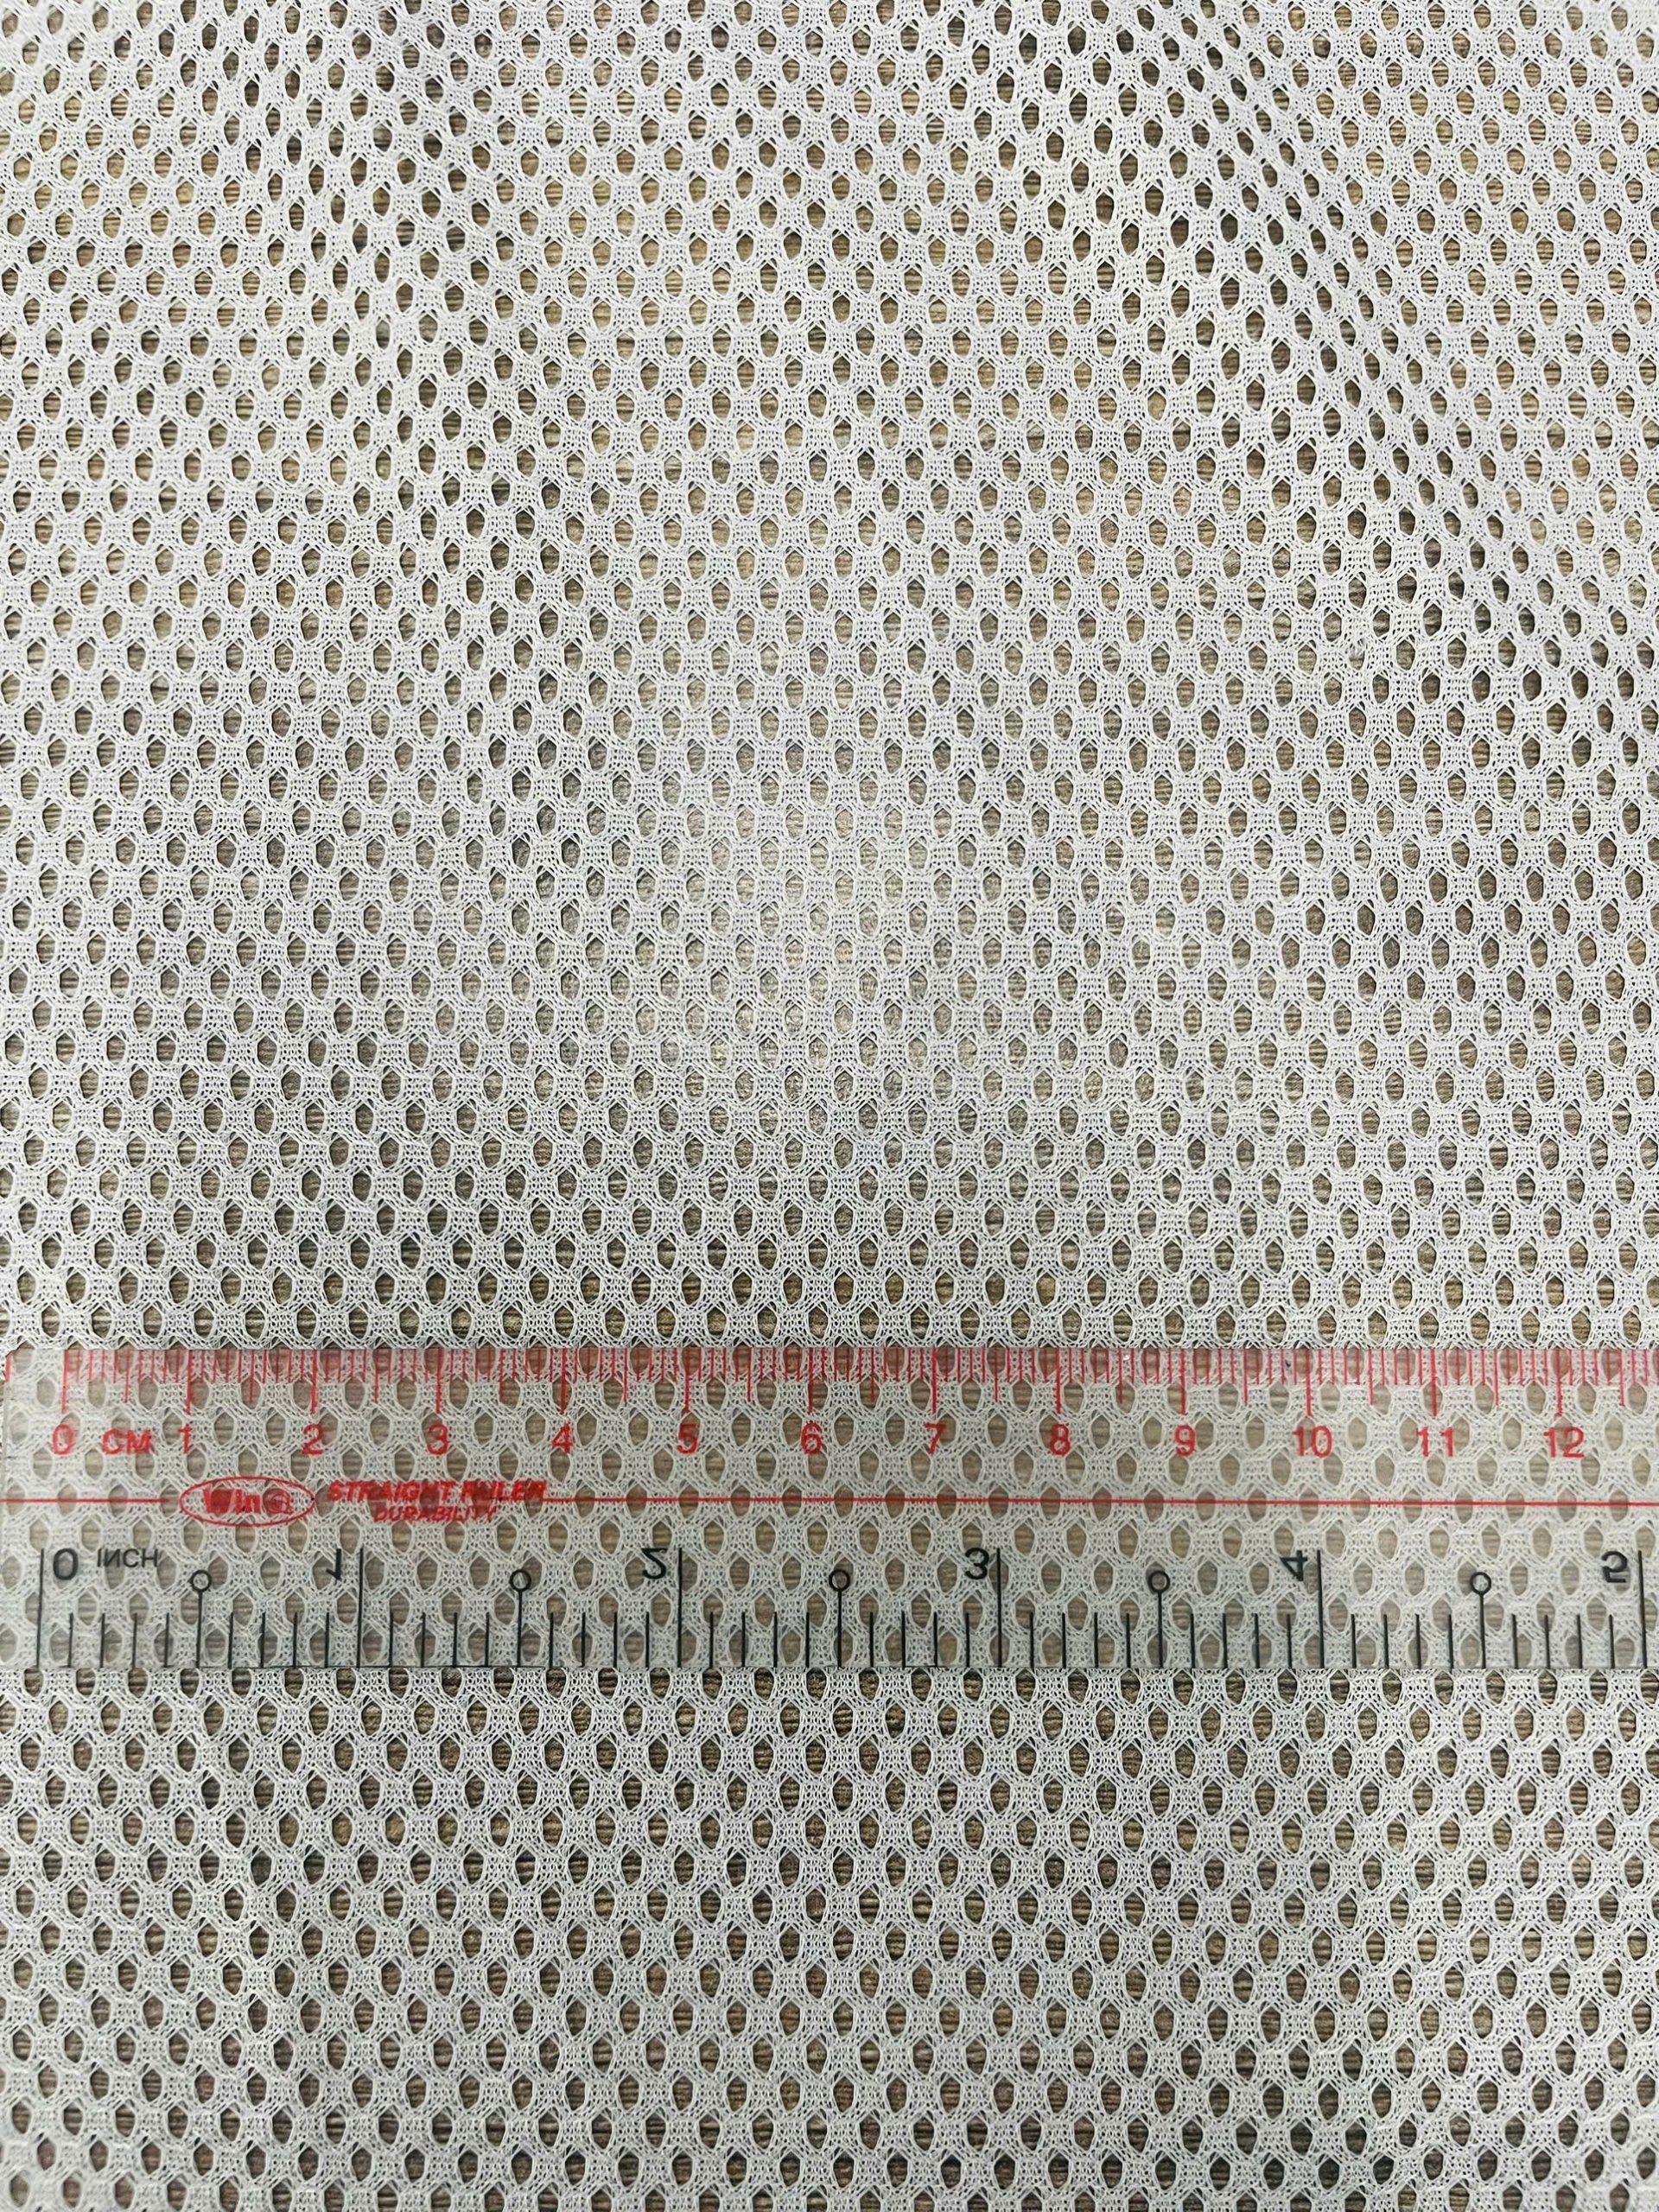 0 CM 1 2 3 4 5 6 7 8 9 10 11 12
WinQ STRAIGHT RULER
DURABILITY
0 INCH 1 2 3 4 5